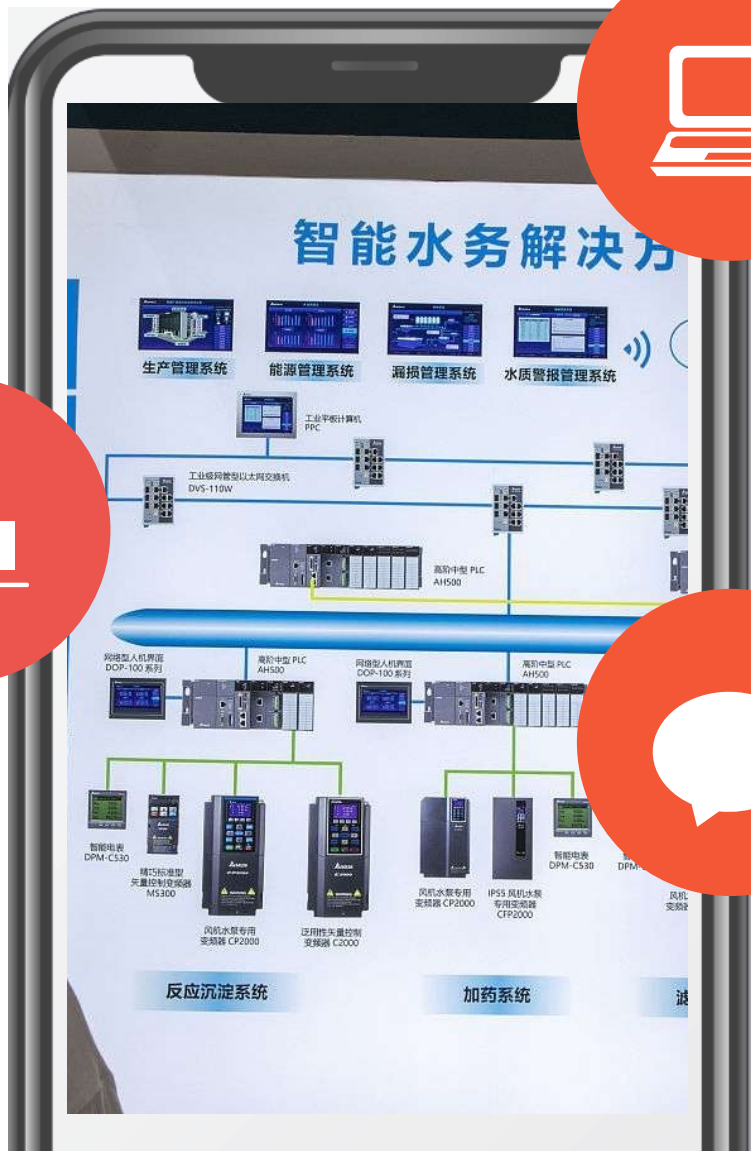 智能水务解决方
生产管理系统
能源管理系统
漏损管理系统
水质警报管理系统
工业平板计算机
PPC
工业级网管型以太网交换机
DVS-110W
高阶中型 PLC
AH500
网络型人机界面
DOP-100 系列
高阶中型 PLC
AH500
网络型人机界面
DOP-100 系列
高阶中型 PLC
AH500
智能电表
DPM-C530
精巧标准型
矢量控制变频器
MS300
风机水泵专用
变频器 CP2000
泛用性矢量控制
变频器 C2000
风机水泵专用
变频器 CP2000
IP55 风机水泵
专用变频器
CFP2000
智能电表
DPM-C530
风机
变频器
反应沉淀系统
加药系统
滤